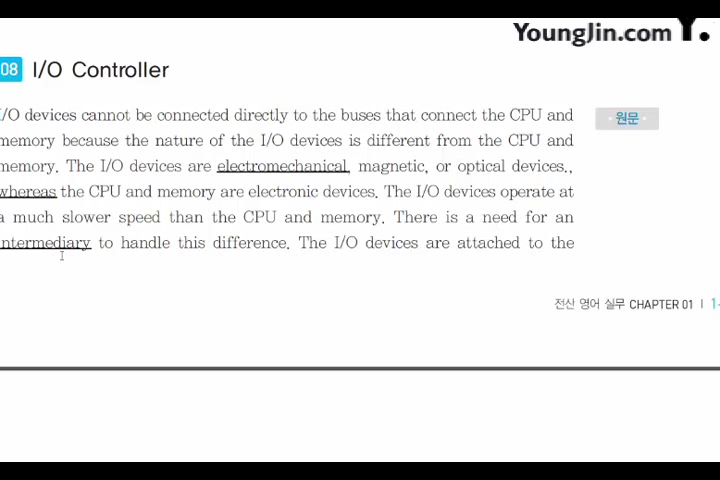 YoungJin.com Y.
08 I/O Controller
I/O devices cannot be connected directly to the buses that connect the CPU and
원문
memory because the nature of the I/O devices is different from the CPU and
memory. The I/O devices are electromechanical, magnetic, or optical devices.,
whereas the CPU and memory are electronic devices. The I/O devices operate at
a much slower speed than the CPU and memory. There is a need for an
intermediary to handle this difference. The I/O devices are attached to the
전산 영어 실무 CHAPTER 01 | 1-